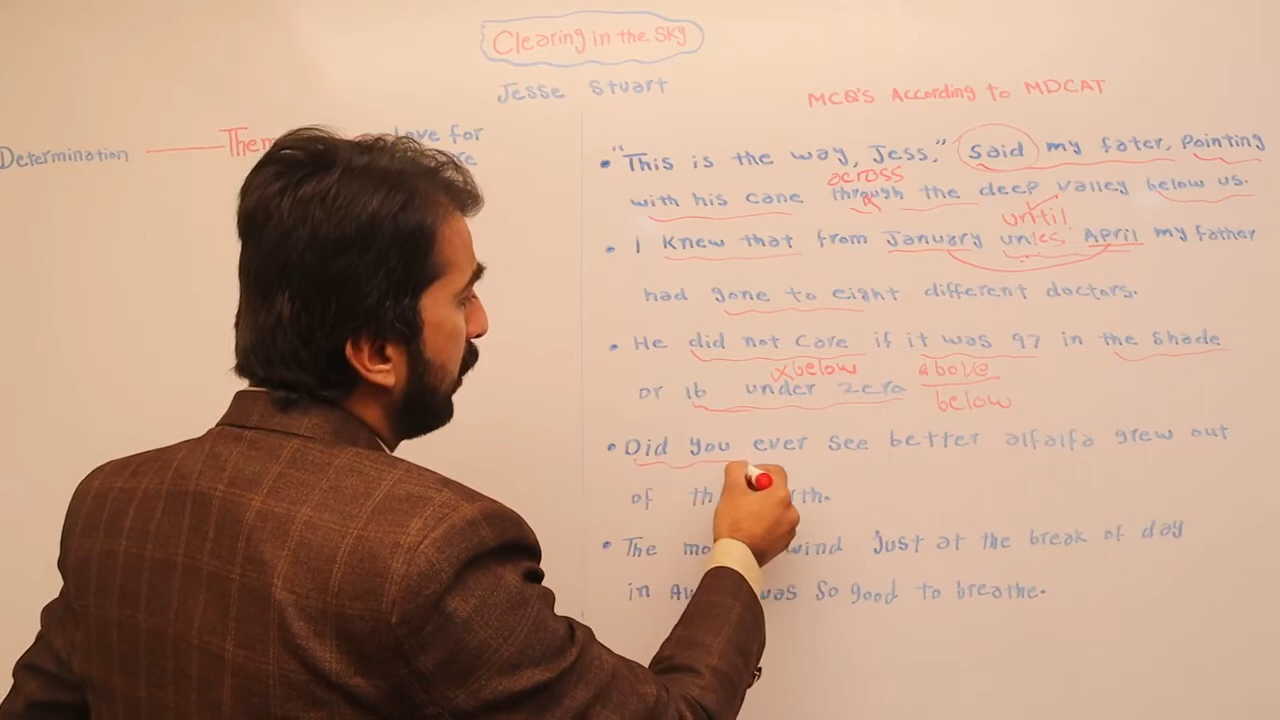 Clearing in the Sky
Jesse Stuart
MCQ'S According to MDCAT
Determination
Them
Love for
• "This is the way, Jess," Said my fater, Pointing
across
with his cane through the deep valley below us.
until
• I Knew that from January unles April my father
had gone to eight different doctors.
• He did not care if it was 97 in the shade
xbelow above
or 16 under zero
below
• Did you ever see better alfalfa grew out
of
• The wind Just at the break of day
in was So good to breathe.